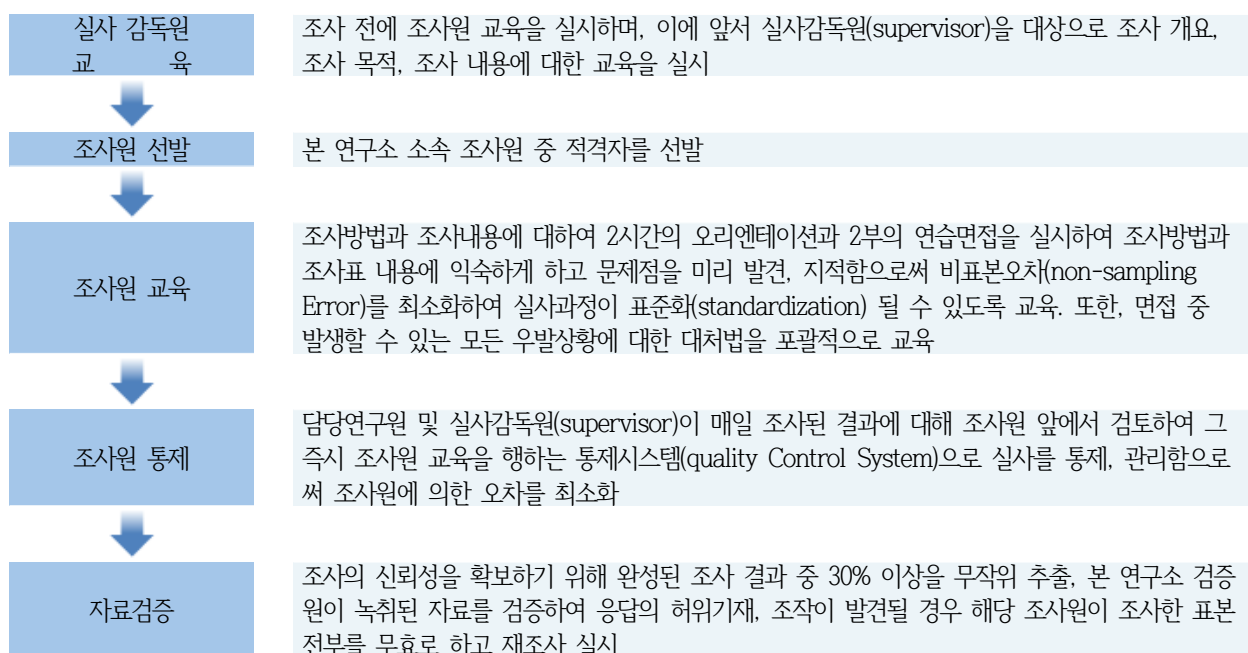 실사 감독원
교 육
조사 전에 조사원 교육을 실시하며, 이에 앞서 실사감독원(supervisor)을 대상으로 조사 개요,
조사 목적, 조사 내용에 대한 교육을 실시
조사원 선발
본 연구소 소속 조사원 중 적격자를 선발
조사원 교육
조사방법과 조사내용에 대하여 2시간의 오리엔테이션과 2부의 연습면접을 실시하여 조사방법과
조사표 내용에 익숙하게 하고 문제점을 미리 발견, 지적함으로써 비표본오차(non-sampling
Error)를 최소화하여 실사과정이 표준화(standardization) 될 수 있도록 교육. 또한, 면접 중
발생할 수 있는 모든 우발상황에 대한 대처법을 포괄적으로 교육
조사원 통제
담당연구원 및 실사감독원(supervisor)이 매일 조사된 결과에 대해 조사원 앞에서 검토하여 그
즉시 조사원 교육을 행하는 통제시스템(quality Control System)으로 실사를 통제, 관리함으로
써 조사원에 의한 오차를 최소화
자료검증
조사의 신뢰성을 확보하기 위해 완성된 조사 결과 중 30% 이상을 무작위 추출, 본 연구소 검증
원이 녹취된 자료를 검증하여 응답의 허위기재, 조작이 발견될 경우 해당 조사원이 조사한 표본
전부를 무효로 하고 재조사 실시